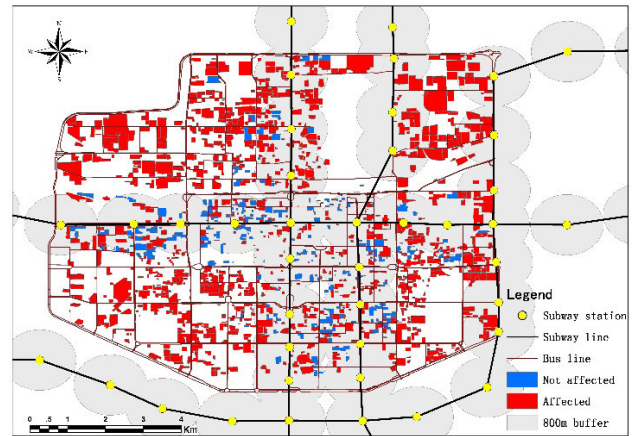 N
W
E
S
Legend
Subway station
Subway line
Bus line
Not affected
Affected
800m buffer
0 .5 1 2 3 4
Km